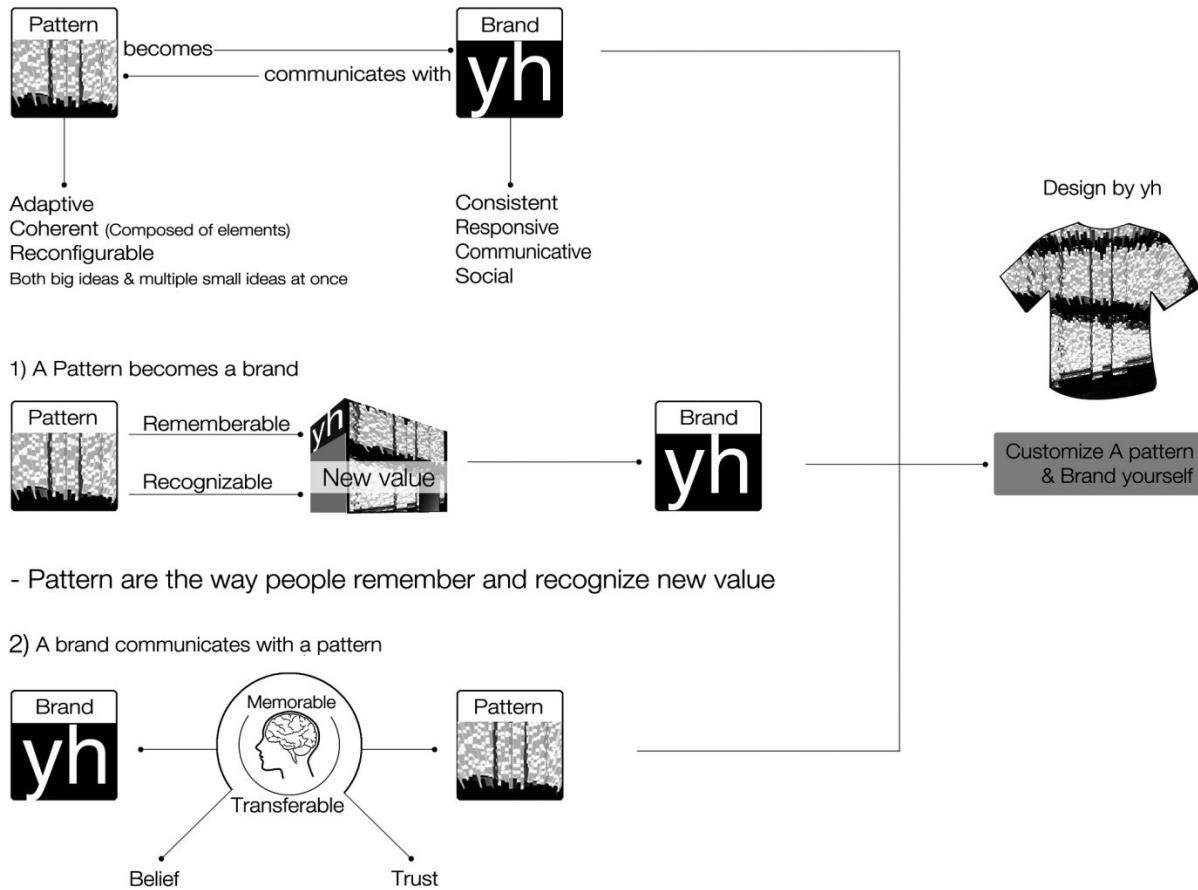 Pattern
becomes
communicates with
Brand
yh
Adaptive
Coherent (Composed of elements)
Reconfigurable
Both big ideas & multiple small ideas at once
Consistent
Responsive
Communicative
Social
Design by yh
1) A Pattern becomes a brand
Pattern
Rememberable
Recognizable
yh
New value
Brand
yh
Customize A pattern
& Brand yourself
- Pattern are the way people remember and recognize new value
2) A brand communicates with a pattern
Brand
yh
Memorable
Transferable
Pattern
Belief
Trust